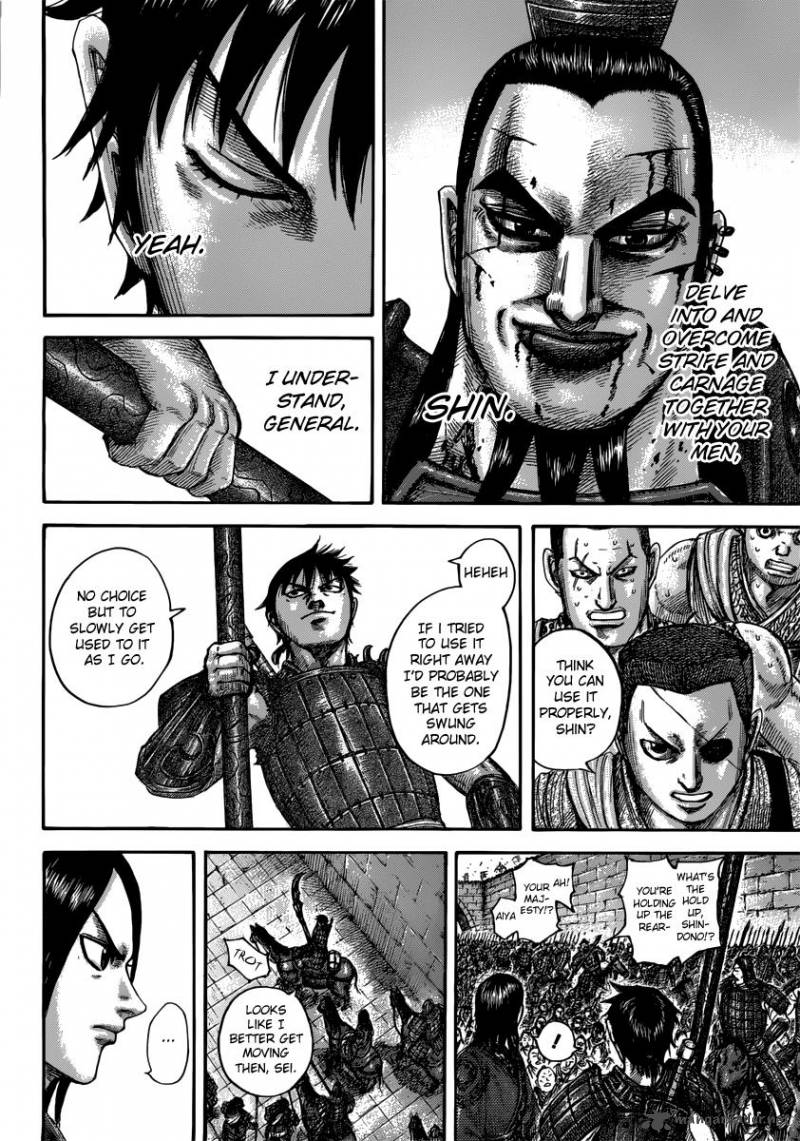 DELVE
INTO AND
OVERCOME
STRIFE AND
CARNAGE
TOGETHER
WITH YOUR
MEN,
SHIN.
YEAH.
I UNDER-
STAND,
GENERAL.
THINK
YOU CAN
USE IT
PROPERLY,
SHIN?
HEHEH
IF I TRIED
TO USE IT
RIGHT AWAY
I'D PROBABLY
BE THE ONE
THAT GETS
SWUNG
AROUND.
NO CHOICE
BUT TO
SLOWLY GET
USED TO IT
AS I GO.
WHAT'S
THE HOLD
UP,
SHIN-
DONO!?
YOU'RE
HOLDING
UP THE
REAR-
AH!
YOUR
MAJ-
ESTY!?
AIYA
!
TROT
LOOKS
LIKE I
BETTER GET
MOVING
THEN, SEI.
...